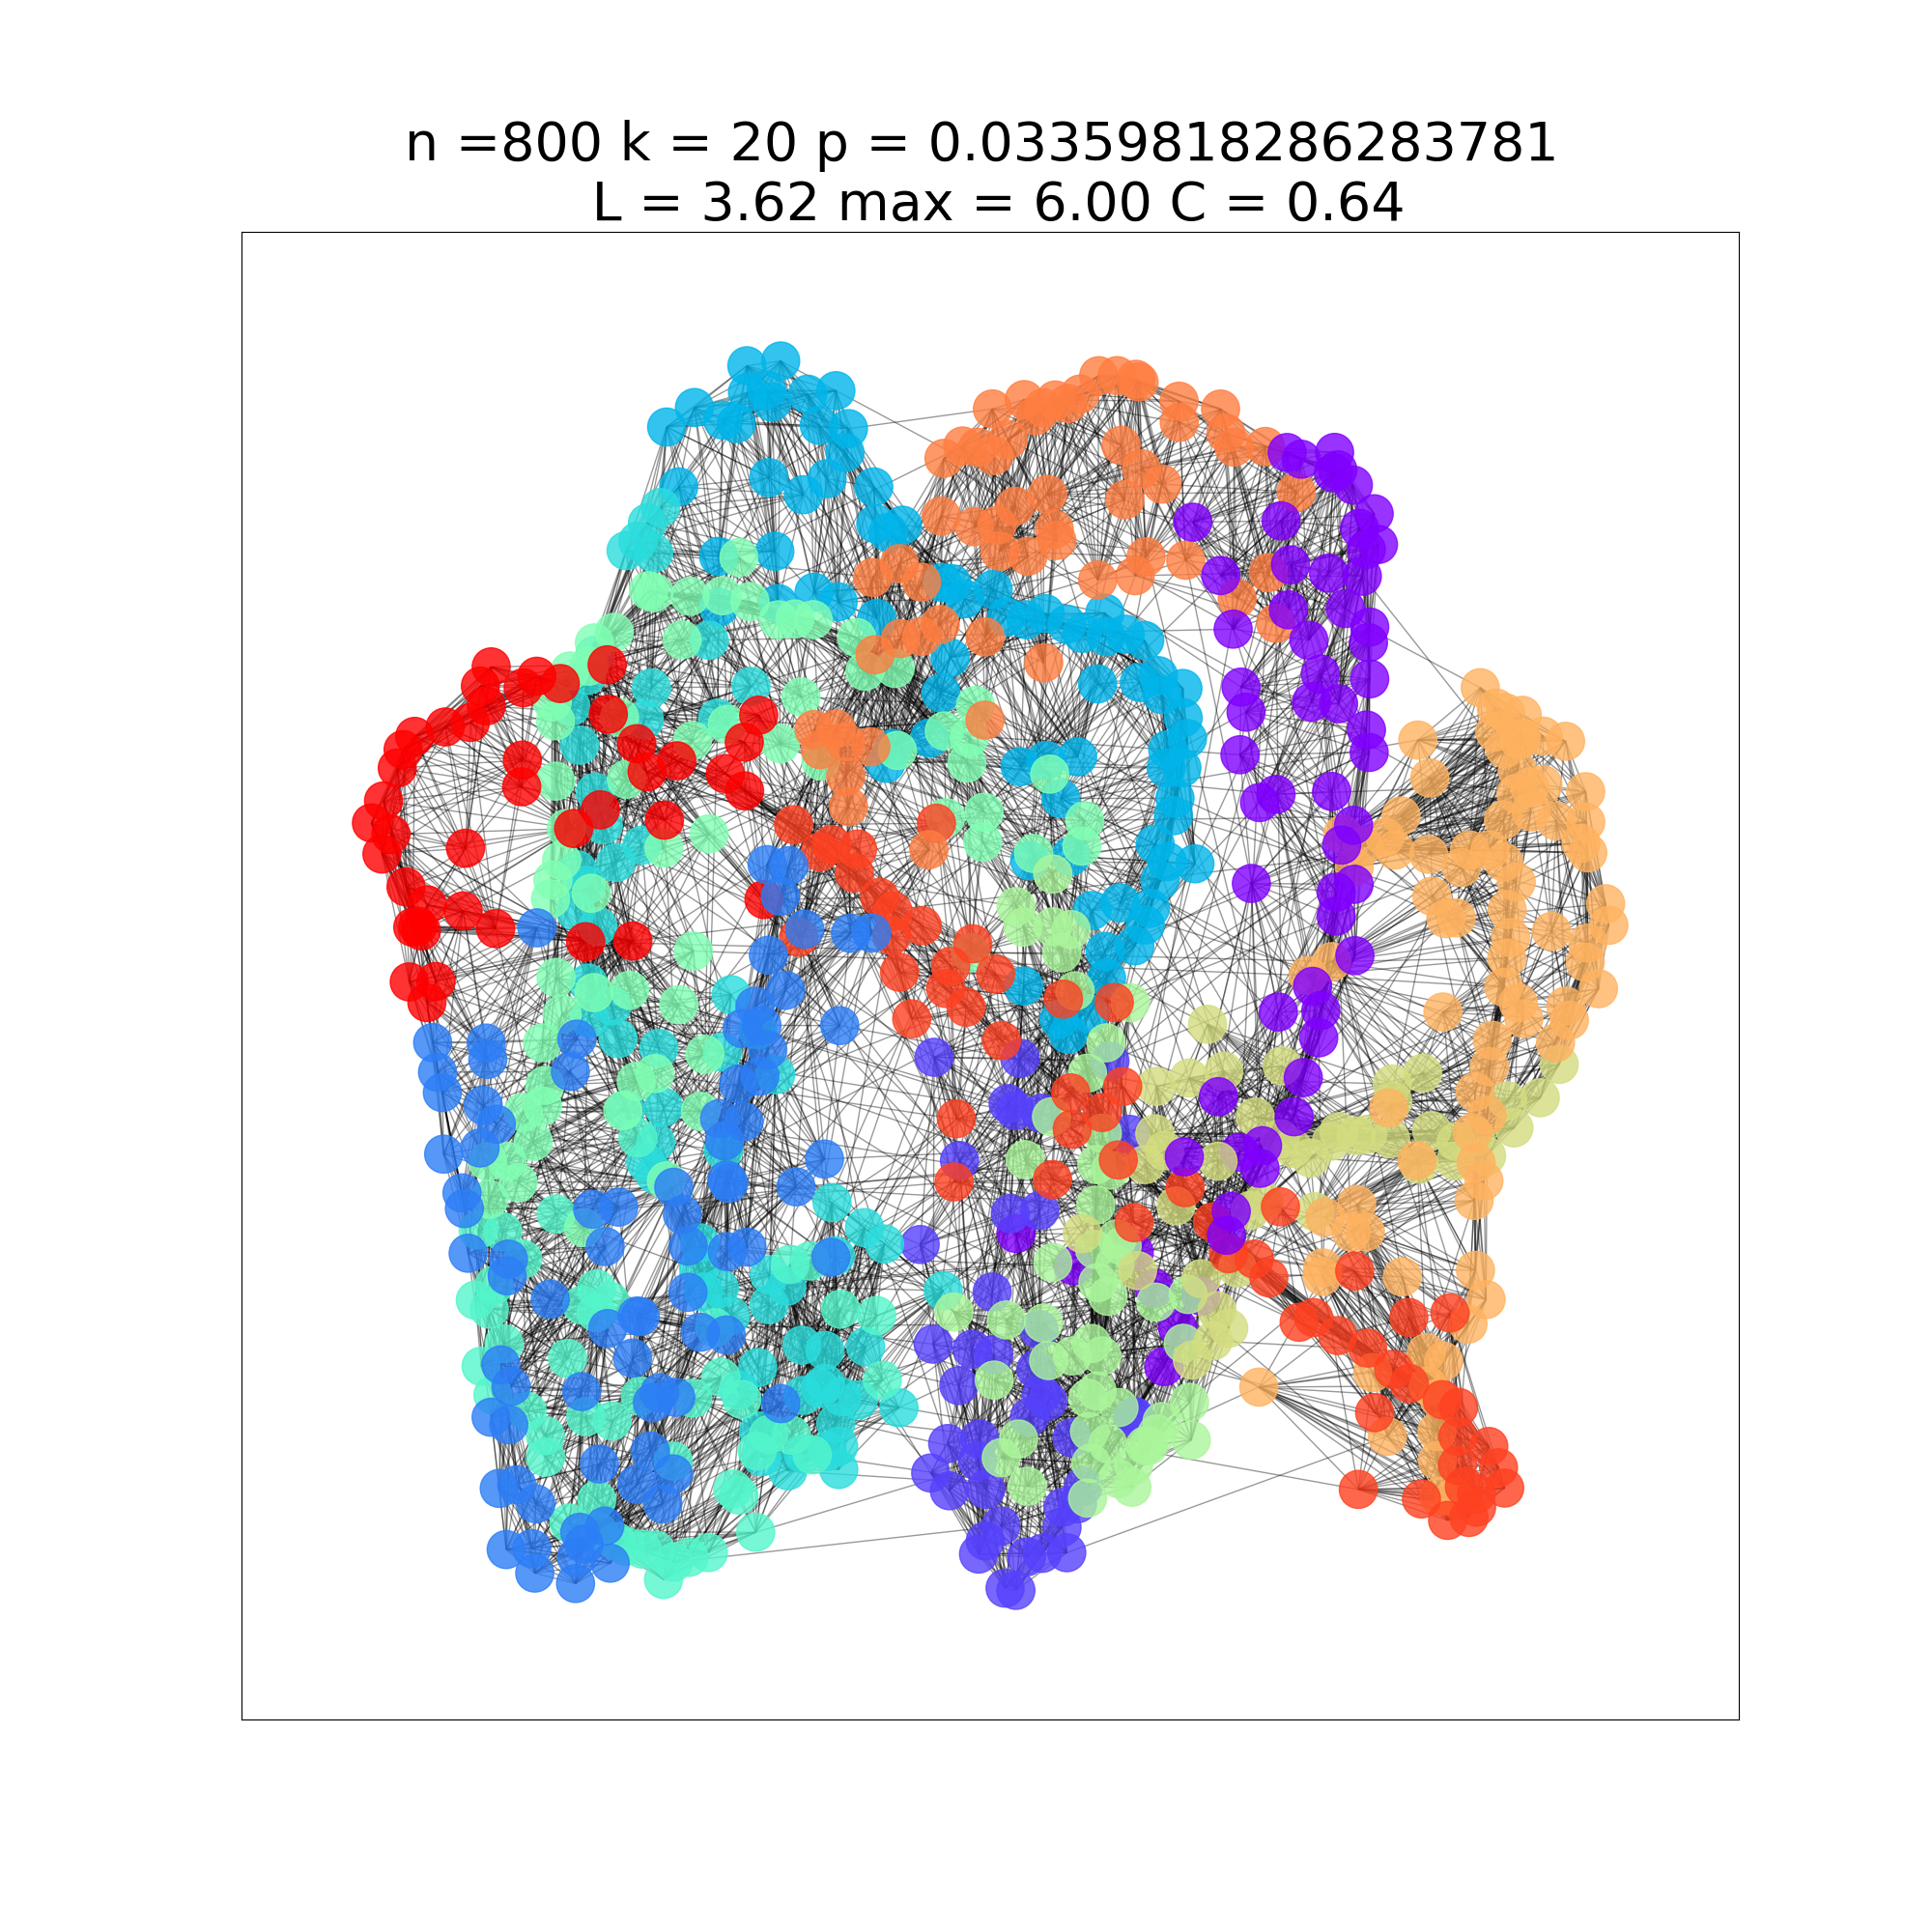 n =800 k = 20 p = 0.03359818286283781
L = 3.62 max = 6.00 C = 0.64